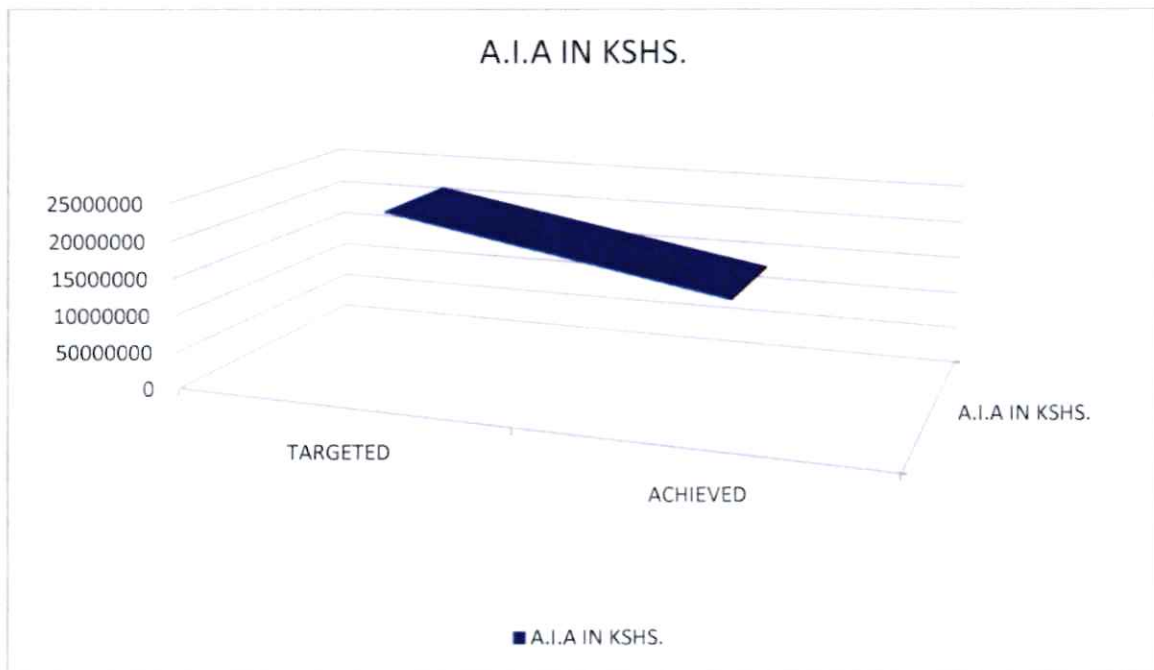 A.I.A IN KSHS.
25000000
20000000
15000000
10000000
50000000
0
TARGETED
ACHIEVED
A.I.A IN KSHS.
A.I.A IN KSHS.